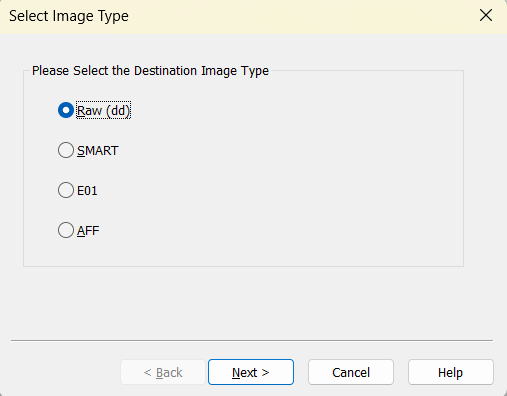 Select Image Type
Please Select the Destination Image Type
Raw (dd)
SMART
E01
AFF
< Back
Next >
Cancel
Help